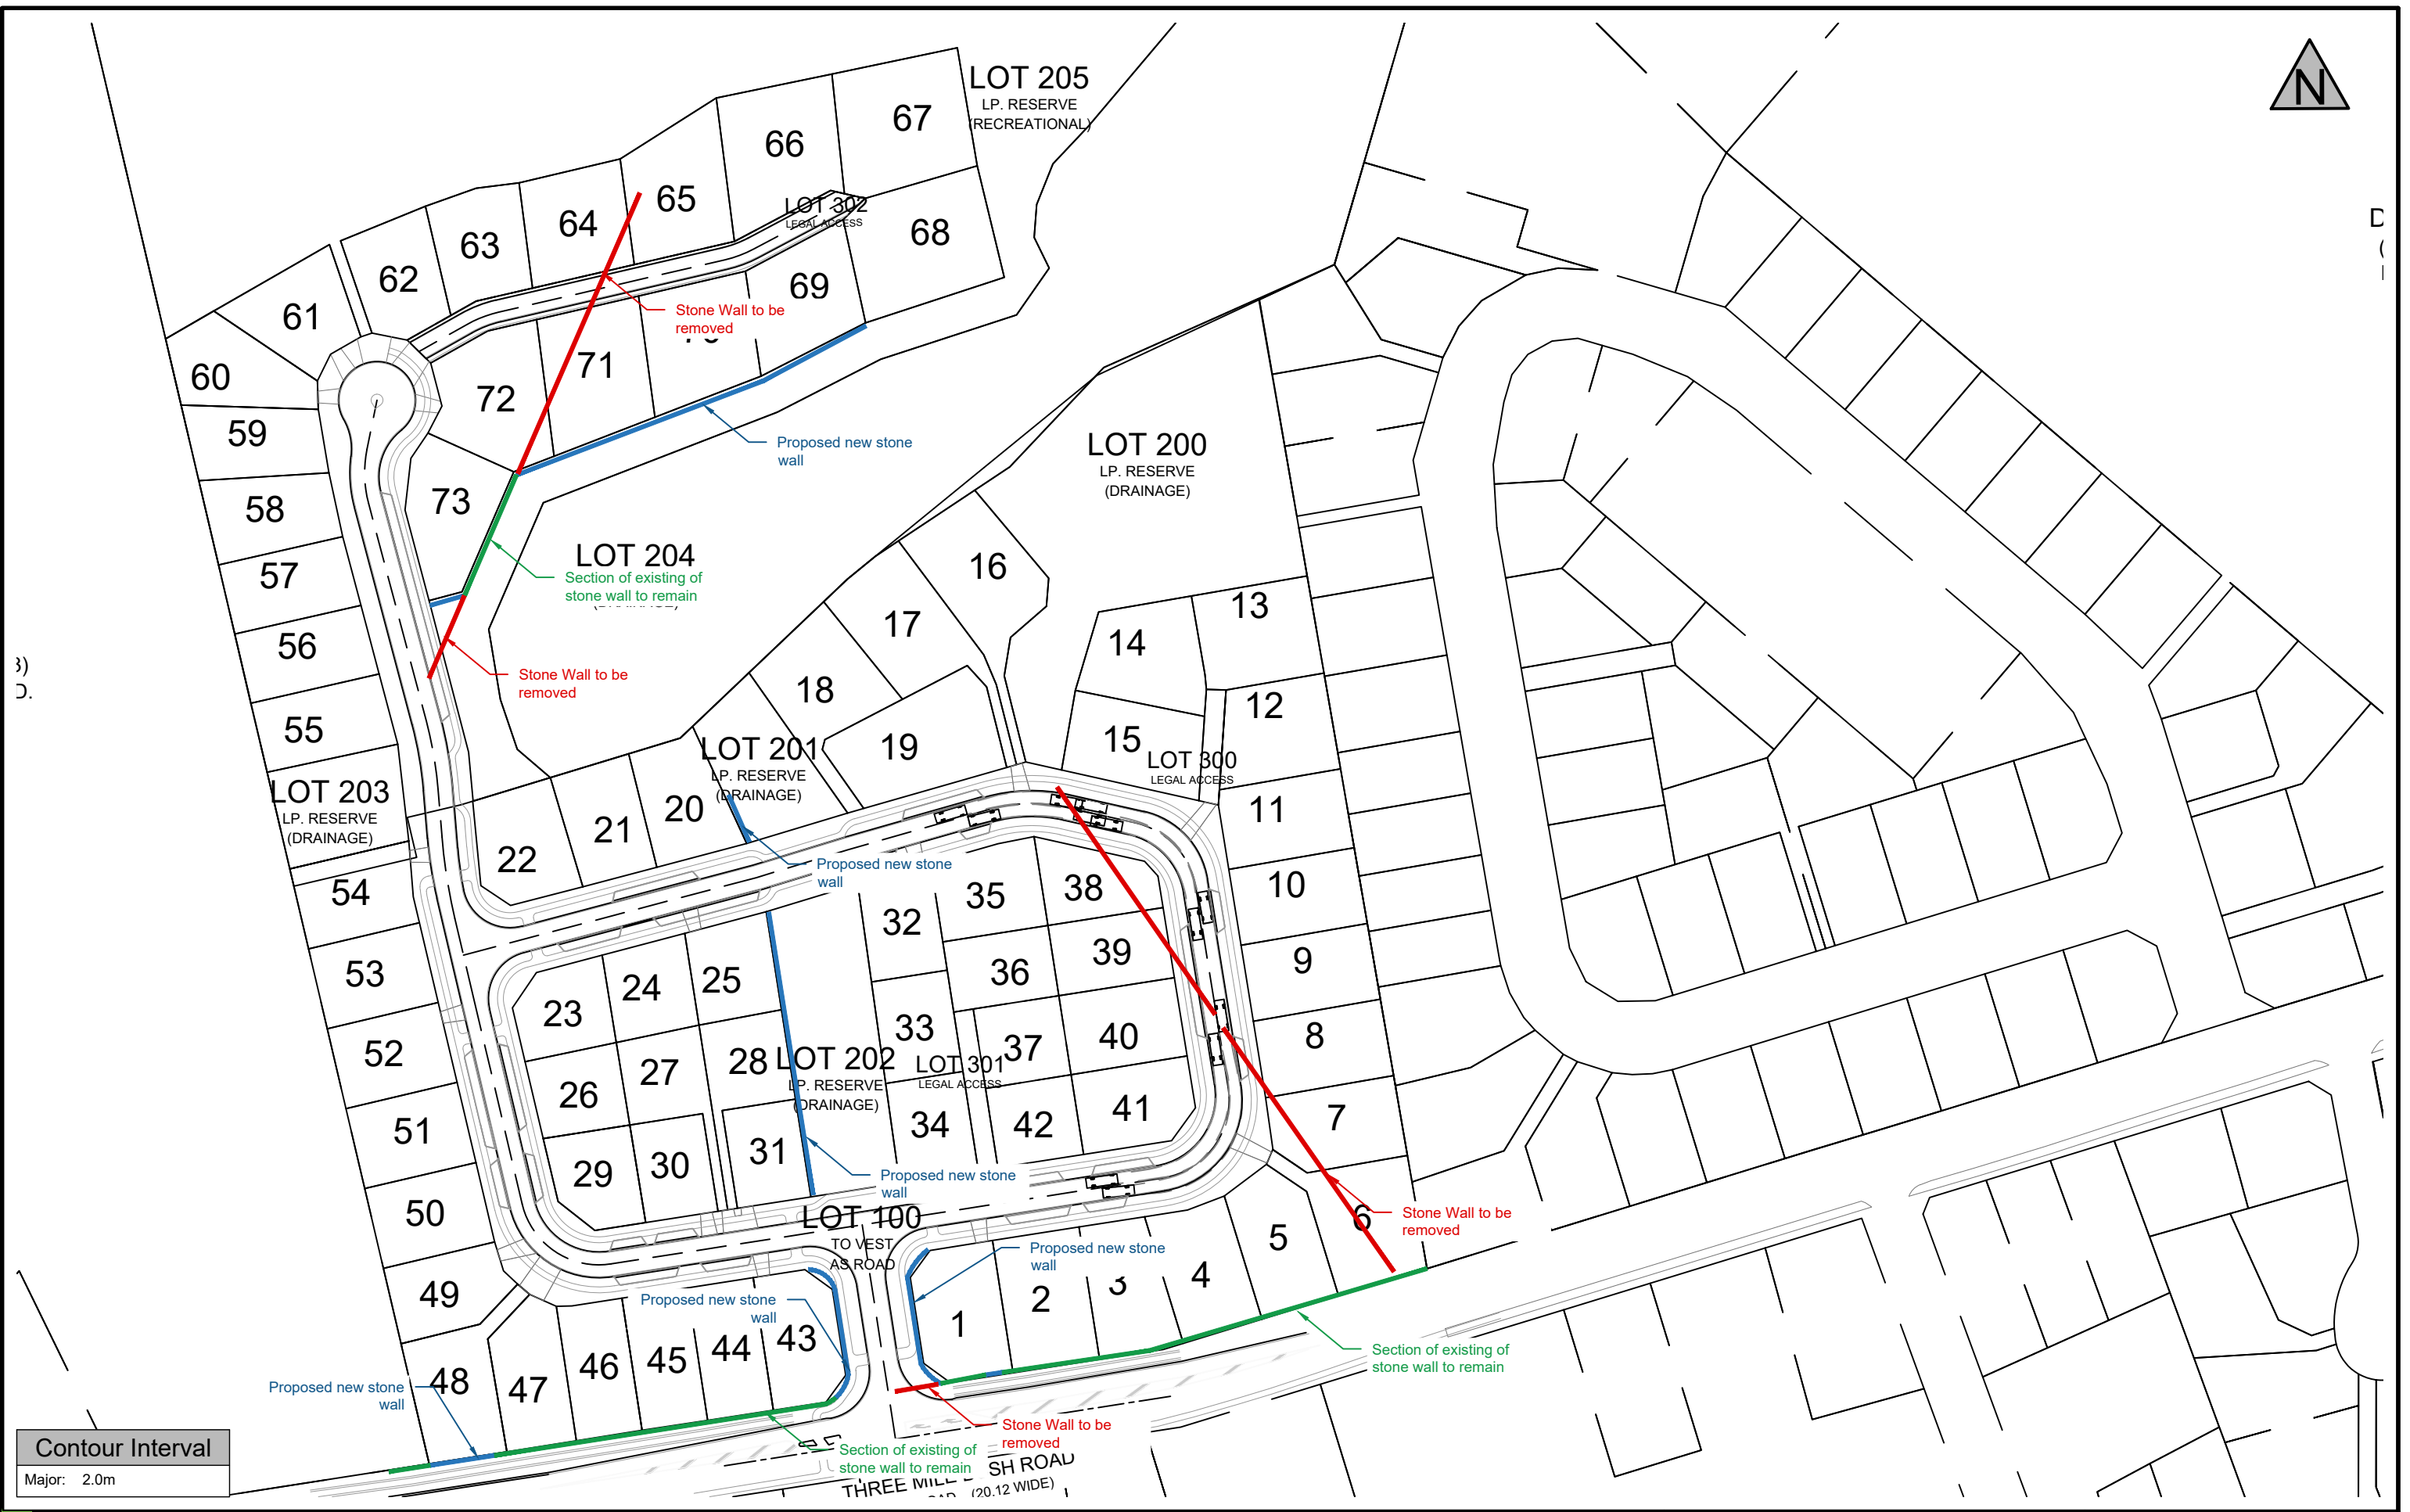 LOT 205
LP. RESERVE
(RECREATIONAL)
N
67
66
65
64
63
62
61
60
59
58
57
56
55
LOT 302
LEGAL ACCESS
68
69
71
72
73
Stone Wall to be
removed
Proposed new stone
wall
LOT 200
LP. RESERVE
(DRAINAGE)
LOT 204
Section of existing of
stone wall to remain
Stone Wall to be
removed
16
17
18
19
13
14
15
12
LOT 300
LEGAL ACCESS
11
10
9
8
7
6
5
4
3
2
1
LOT 201
LP. RESERVE
(DRAINAGE)
LOT 203
LP. RESERVE
(DRAINAGE)
20
21
22
Proposed new stone
wall
54
53
52
51
50
49
48
47
46
45
44
43
23
24
25
26
27
28
29
30
31
32
33
34
35
36
37
38
39
40
41
42
LOT 202
LP. RESERVE
(DRAINAGE)
LOT 301
LEGAL ACCESS
Proposed new stone
wall
LOT 100
TO VEST
AS ROAD
Proposed new stone
wall
Proposed new stone
wall
Proposed new stone
wall
Stone Wall to be
removed
Section of existing of
stone wall to remain
Stone Wall to be
removed
Section of existing of
stone wall to remain
THREE MILE ROAD
(20.12 WIDE)
Contour Interval
Major: 2.0m